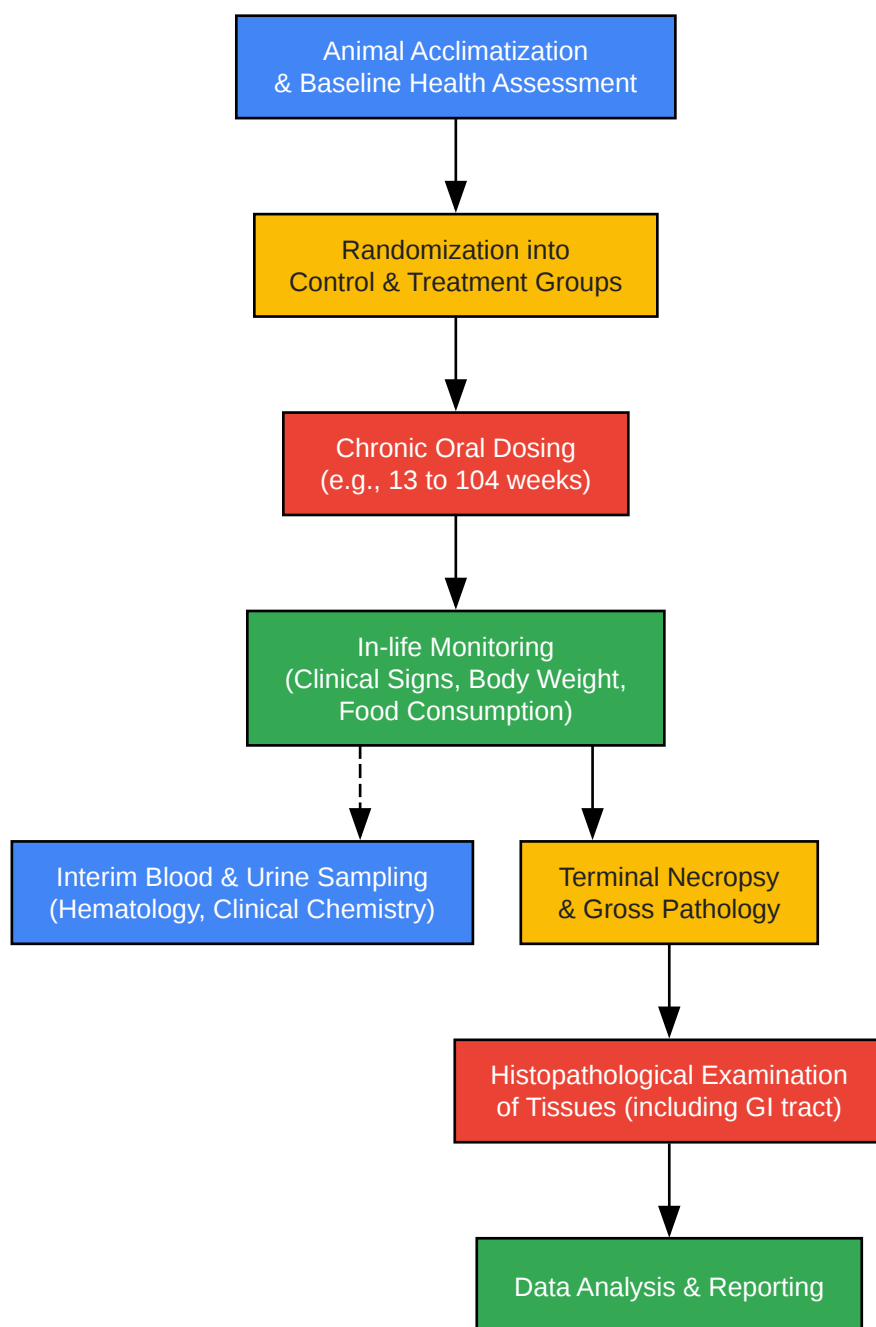 Animal Acclimatization
& Baseline Health Assessment
Randomization into
Control & Treatment Groups
Chronic Oral Dosing
(e.g., 13 to 104 weeks)
In-life Monitoring
(Clinical Signs, Body Weight,
Food Consumption)
Interim Blood & Urine Sampling
(Hematology, Clinical Chemistry)
Terminal Necropsy
& Gross Pathology
Histopathological Examination
of Tissues (including GI tract)
Data Analysis & Reporting